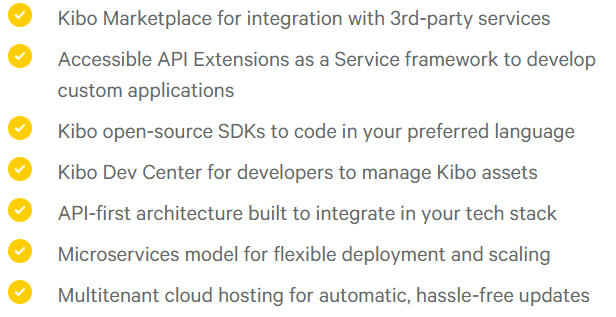 Kibo Marketplace for integration with 3rd-party services
Accessible API Extensions as a Service framework to develop
custom applications
Kibo open-source SDKs to code in your preferred language
Kibo Dev Center for developers to manage Kibo assets
API-first architecture built to integrate in your tech stack
Microservices model for flexible deployment and scaling
Multitenant cloud hosting for automatic, hassle-free updates